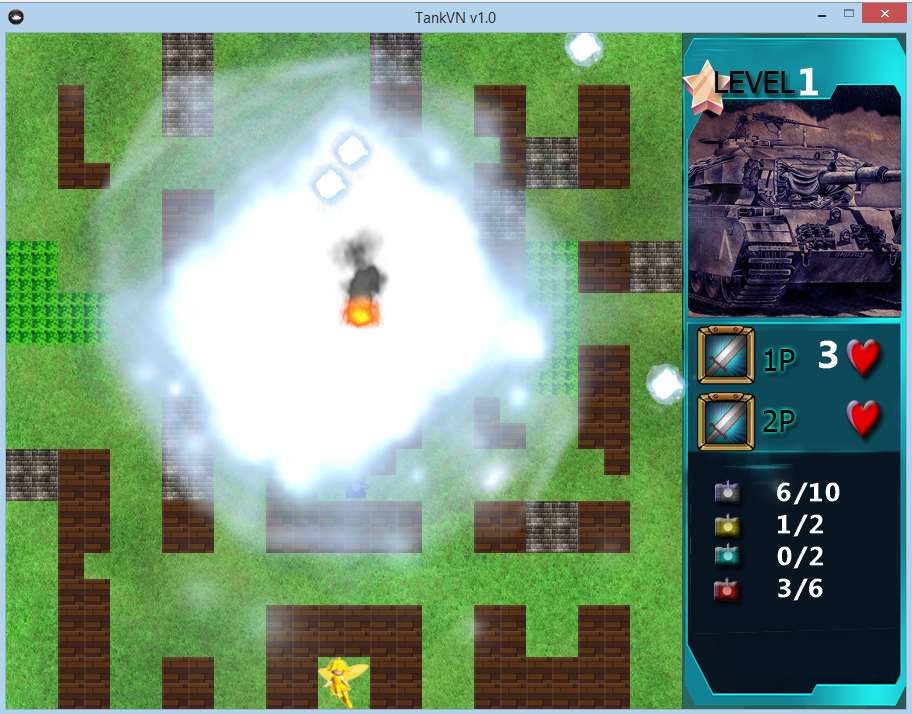 TankVN v1.0
LEVEL 1
1P 3
2P
6/10
1/2
0/2
3/6